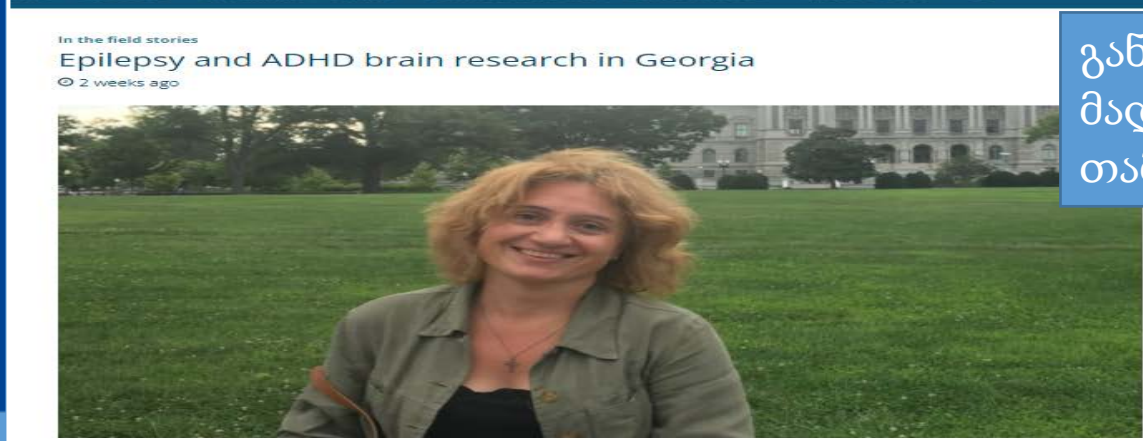 In the field stories
Epilepsy and ADHD brain research in Georgia
2 weeks ago